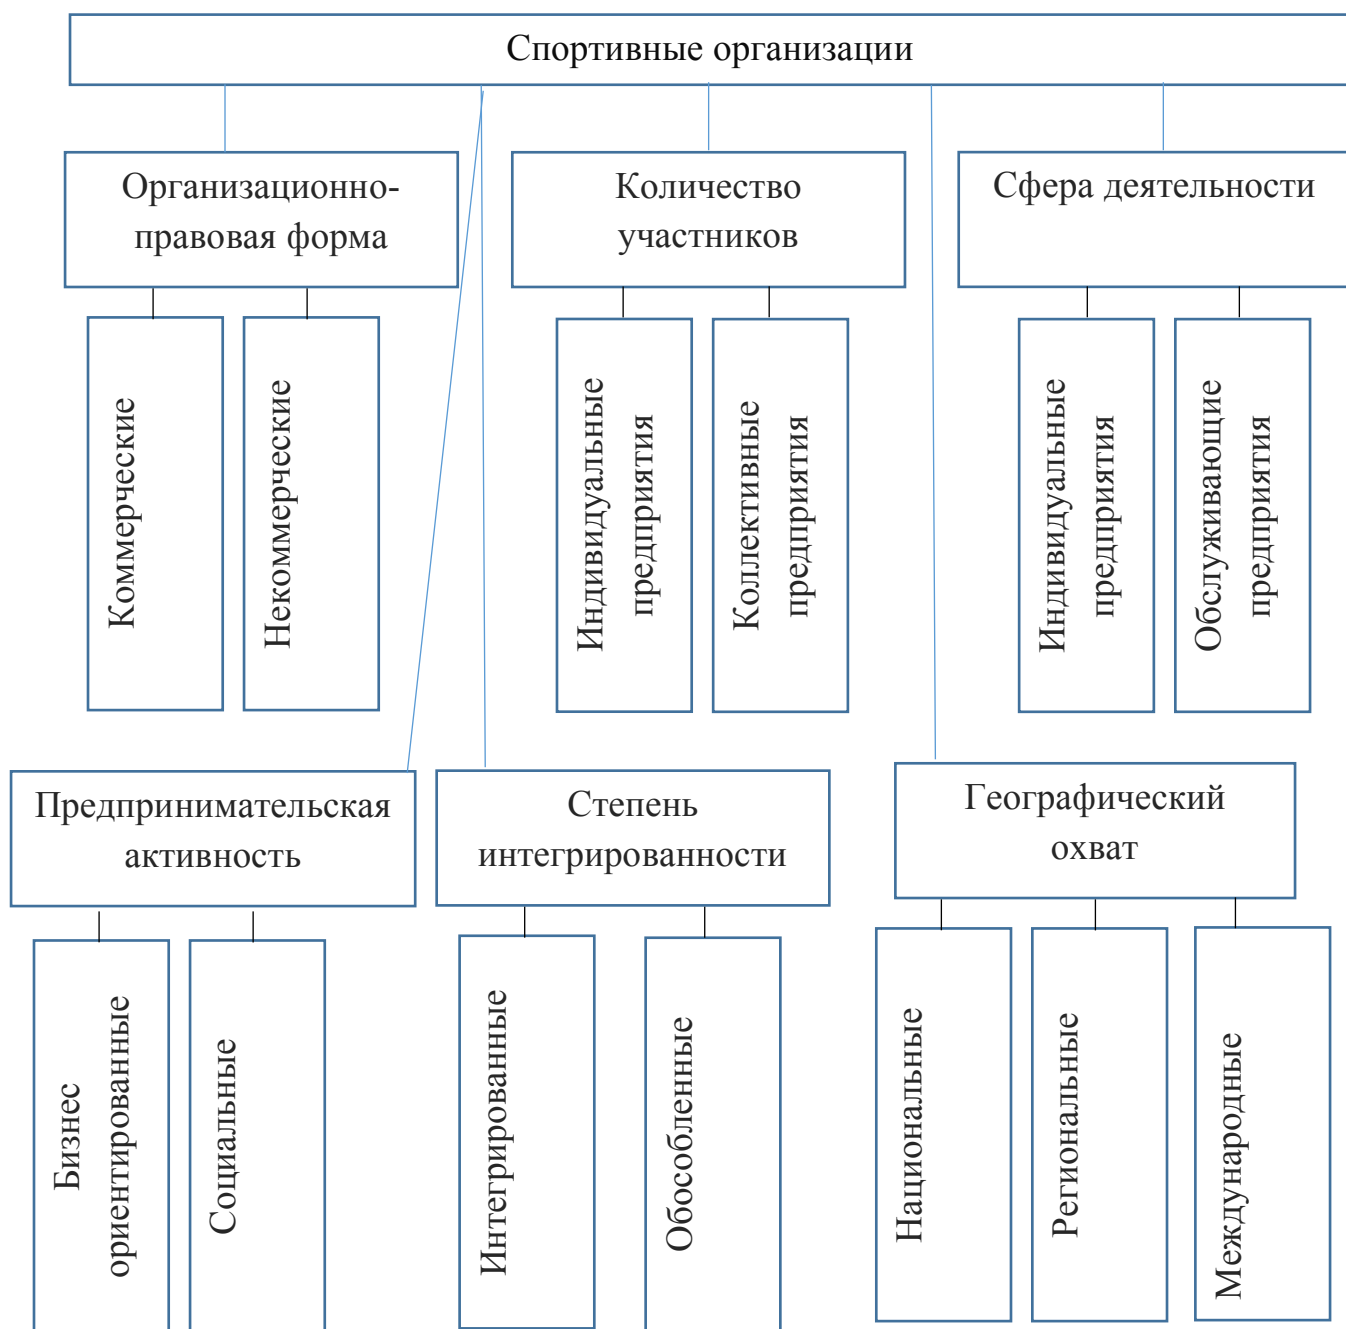 Спортивные организации
Организационно-
правовая форма
Количество
участников
Сфера деятельности
Коммерческие
Некоммерческие
Индивидуальные
предприятия
Коллективные
предприятия
Индивидуальные
предприятия
Обслуживающие
предприятия
Предпринимательская
активность
Степень
интегрированности
Географический
охват
Бизнес
ориентированные
Социальные
Интегрированные
Обособленные
Национальные
Региональные
Международные